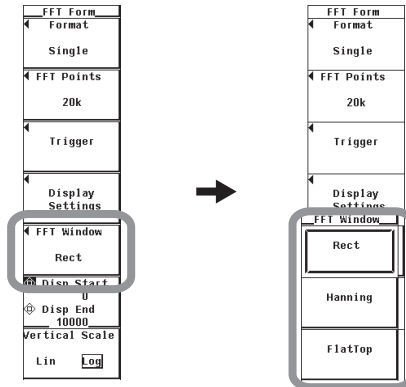 FFT Form
Format
Single
FFT Points
20k
Trigger
Display
Settings
FFT Window
Rect
Disp Start
0
Disp End
10000
Vertical Scale
Lin Log
FFT Form
Format
Single
FFT Points
20k
Trigger
Display
Settings
FFT Window
Rect
Hanning
FlatTop